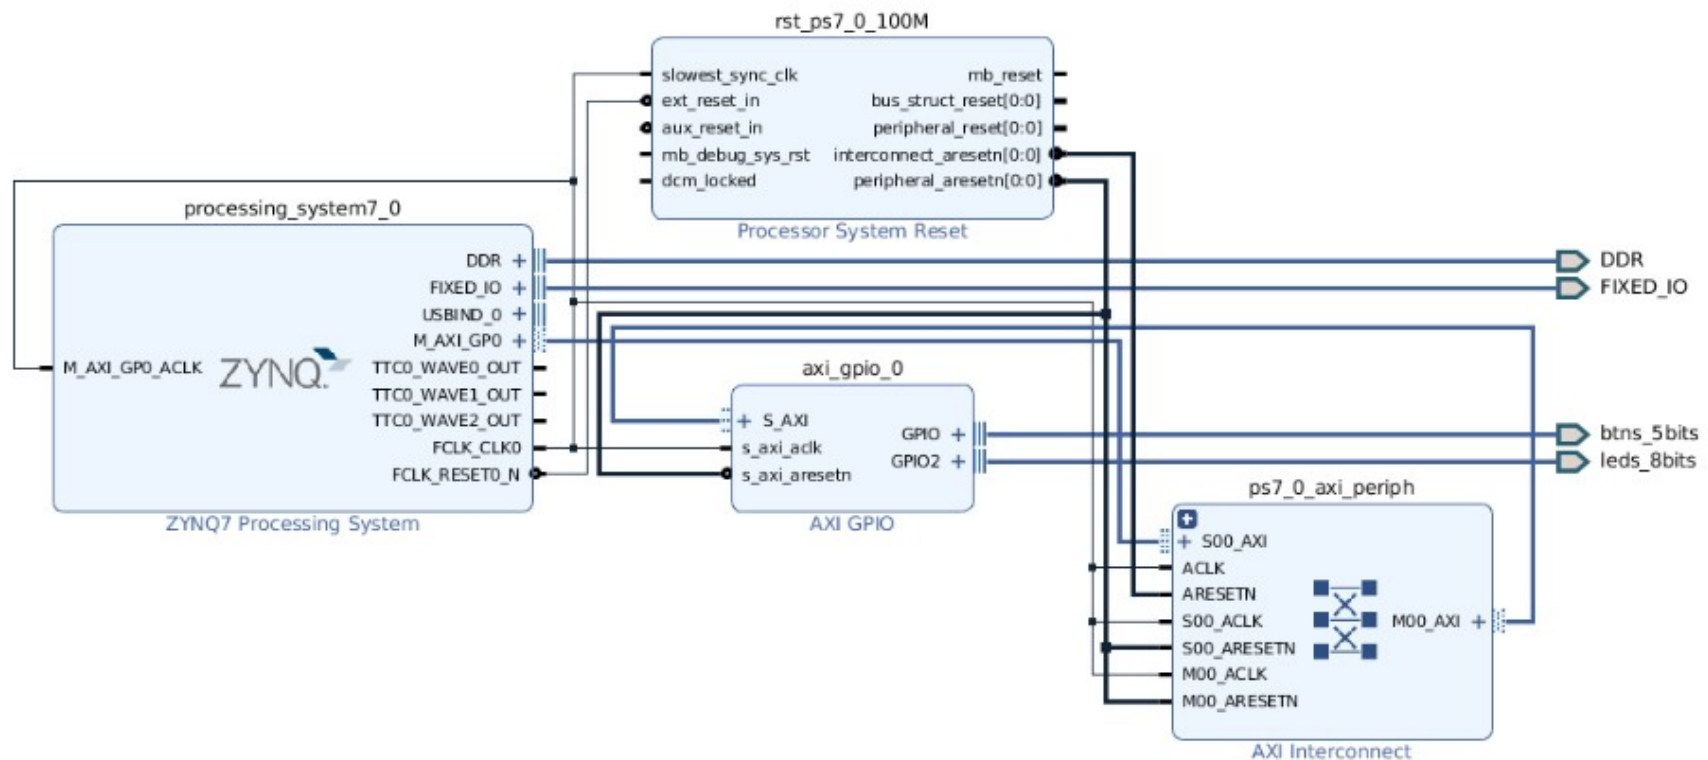 rst_ps7_0_100M
slowest_sync_clk
ext_reset_in
aux_reset_in
mb_debug_sys_rst
dcm_locked
mb_reset
bus_struct_reset[0:0]
peripheral_reset[0:0]
interconnect_aresetn[0:0]
peripheral_aresetn[0:0]
Processor System Reset
processing_system7_0
M_AXI_GP0_ACLK
ZYNQ.
DDR
FIXED_IO
USBIND_0
M_AXI_GP0
TTC0_WAVE0_OUT
TTC0_WAVE1_OUT
TTC0_WAVE2_OUT
FCLK_CLK0
FCLK_RESET0_N
ZYNQ7 Processing System
DDR
FIXED_IO
axi_gpio_0
S_AXI
s_axi_aclk
s_axi_aresetn
GPIO
GPIO2
AXI GPIO
btns_5bits
leds_8bits
ps7_0_axi_periph
S00_AXI
ACLK
ARESETN
S00_ACLK
S00_ARESETN
M00_ACLK
M00_ARESETN
M00_AXI
AXI Interconnect